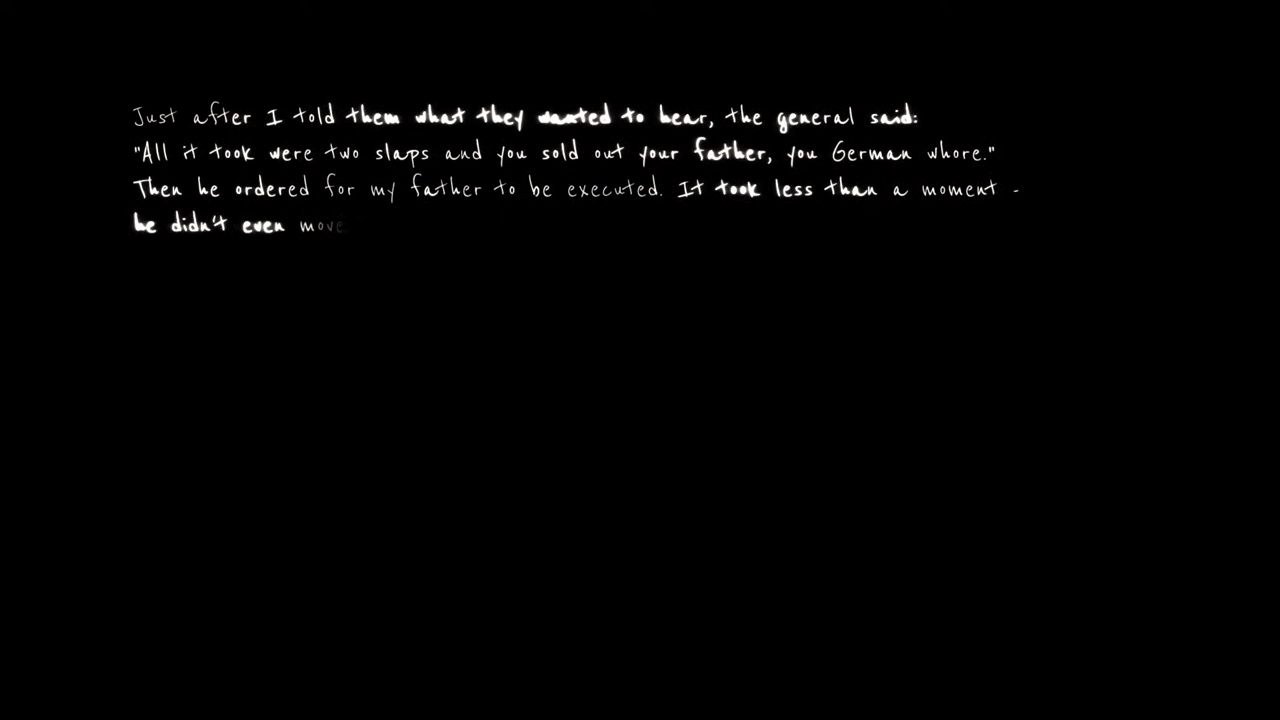 Just after I told them what they wanted to hear, the general said:
"All it took were two slaps and you sold out your father, you German whore."
Then he ordered for my father to be executed. It took less than a moment -
he didn't even move